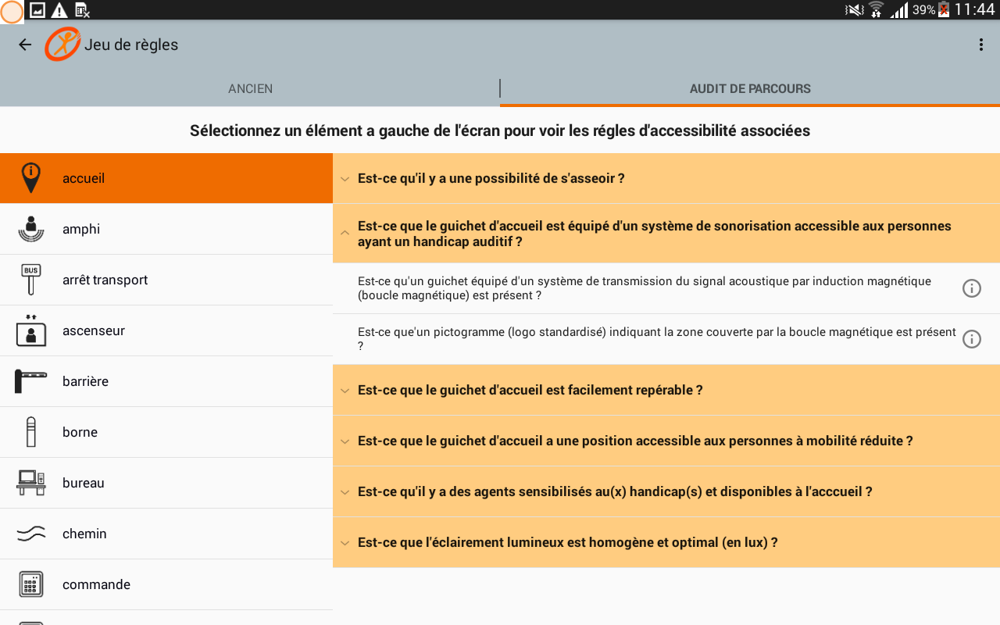 39% 11:44
Jeu de règles
ANCIEN
AUDIT DE PARCOURS
Sélectionnez un élément a gauche de l'écran pour voir les régles d'accessibilité associées
accueil
amphi
BUS
arrêt transport
ascenseur
barrière
borne
bureau
chemin
commande
Est-ce qu'il y a une possibilité de s'asseoir ?
Est-ce que le guichet d'accueil est équipé d'un système de sonorisation accessible aux personnes
ayant un handicap auditif ?
Est-ce qu'un guichet équipé d'un système de transmission du signal acoustique par induction magnétique
(boucle magnétique) est présent ?
Est-ce que'un pictogramme (logo standardisé) indiquant la zone couverte par la boucle magnétique est présent
?
Est-ce que le guichet d'accueil est facilement repérable ?
Est-ce que le guichet d'accueil a une position accessible aux personnes à mobilité réduite ?
Est-ce qu'il y a des agents sensibilisés au(x) handicap(s) et disponibles à l'acccueil ?
Est-ce que l'éclairement lumineux est homogène et optimal (en lux) ?